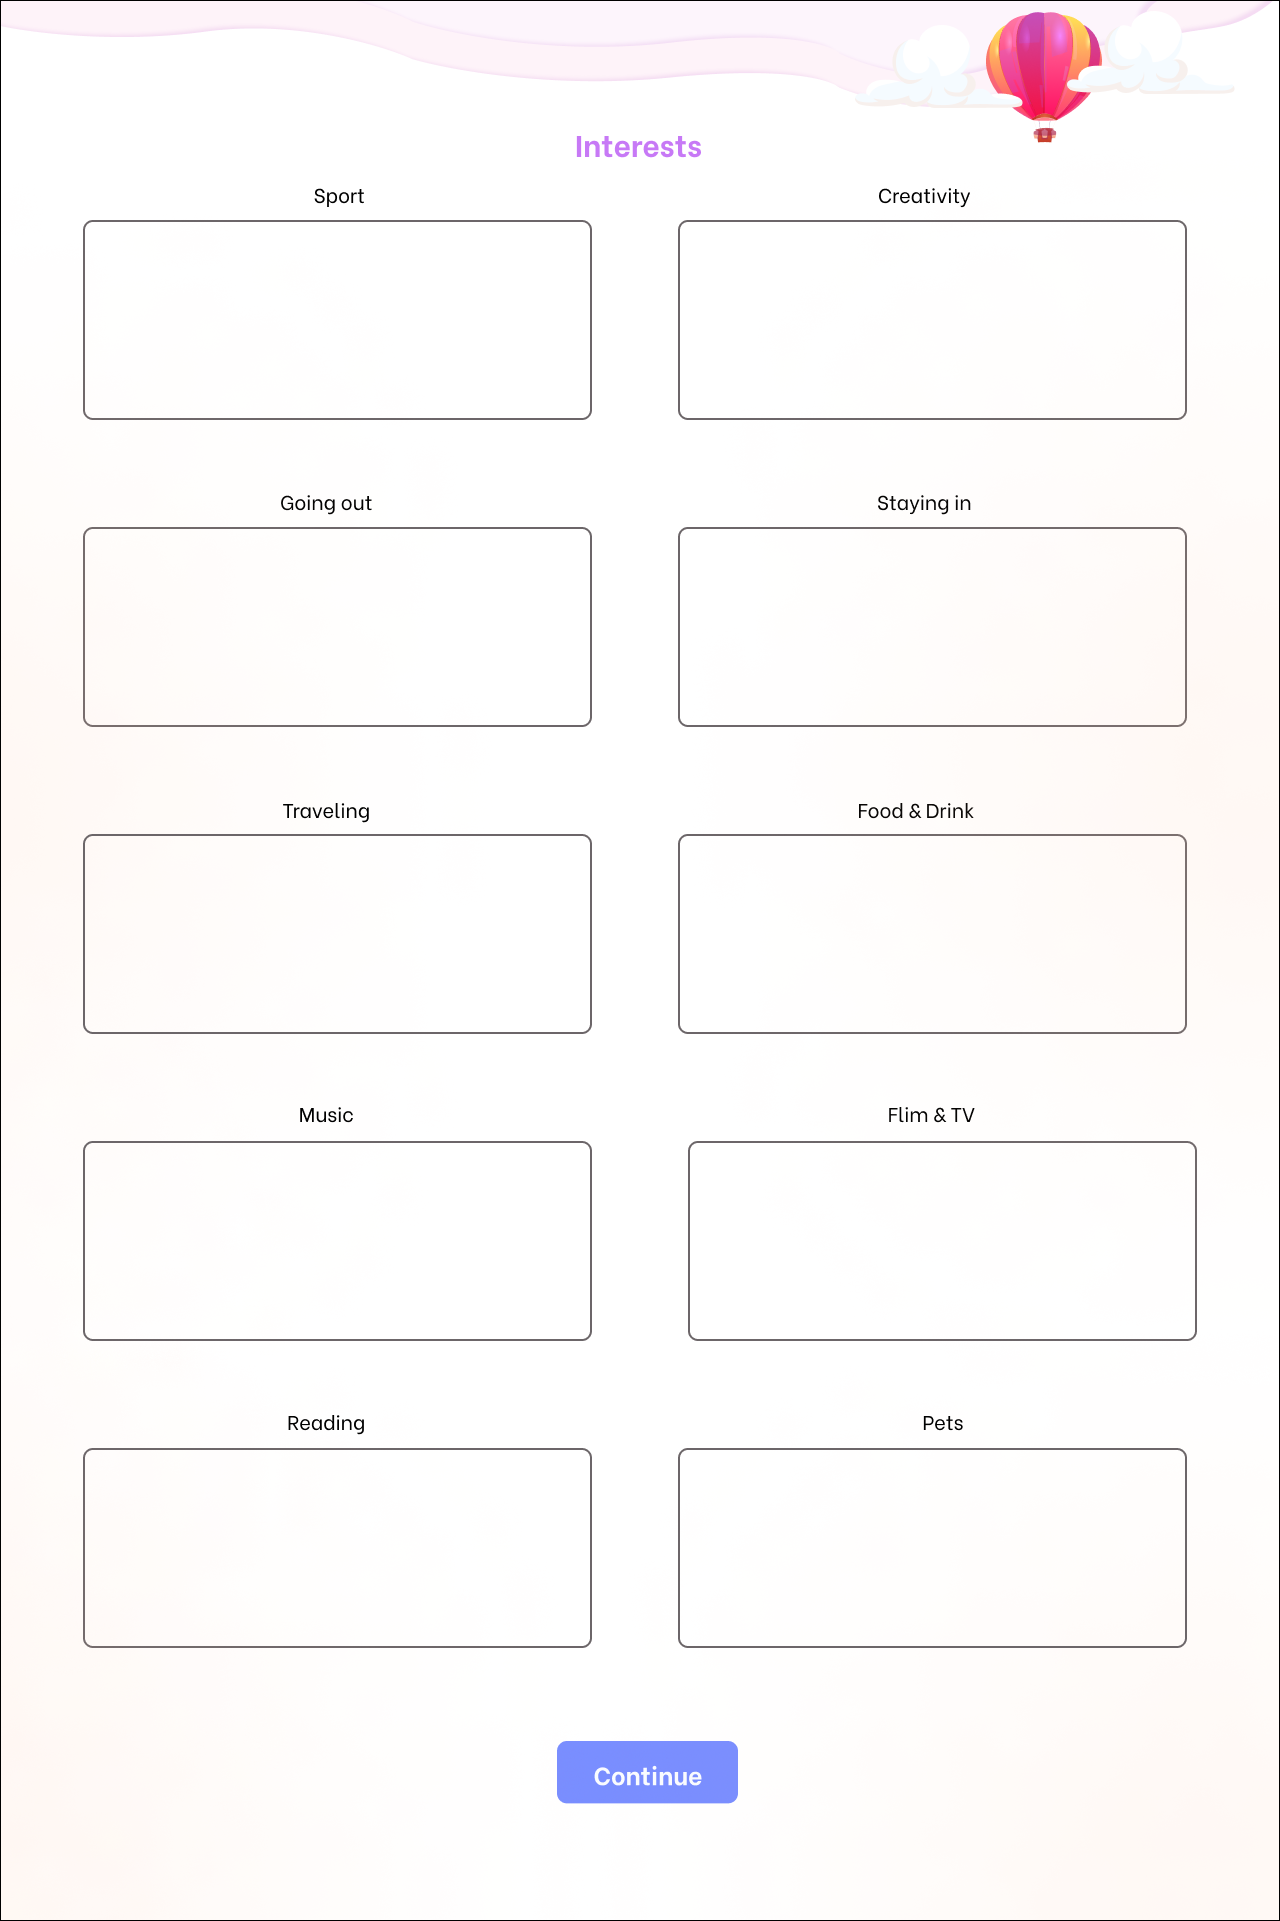 Interests
Sport
Creativity
Going out
Staying in
Traveling
Food & Drink
Music
Flim & TV
Reading
Pets
Continue